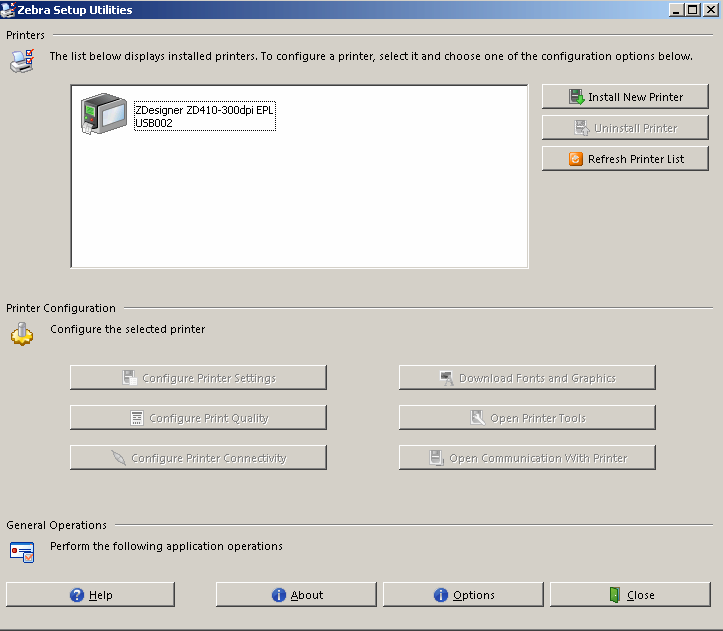 Zebra Setup Utilities
Printers
The list below displays installed printers. To configure a printer, select it and choose one of the configuration options below.
ZDesigner ZD410-300dpi EPL
USB002
Install New Printer
Uninstall Printer
Refresh Printer List
Printer Configuration
Configure the selected printer
Configure Printer Settings
Download Fonts and Graphics
Configure Print Quality
Open Printer Tools
Configure Printer Connectivity
Open Communication With Printer
General Operations
Perform the following application operations
Help
About
Options
Close